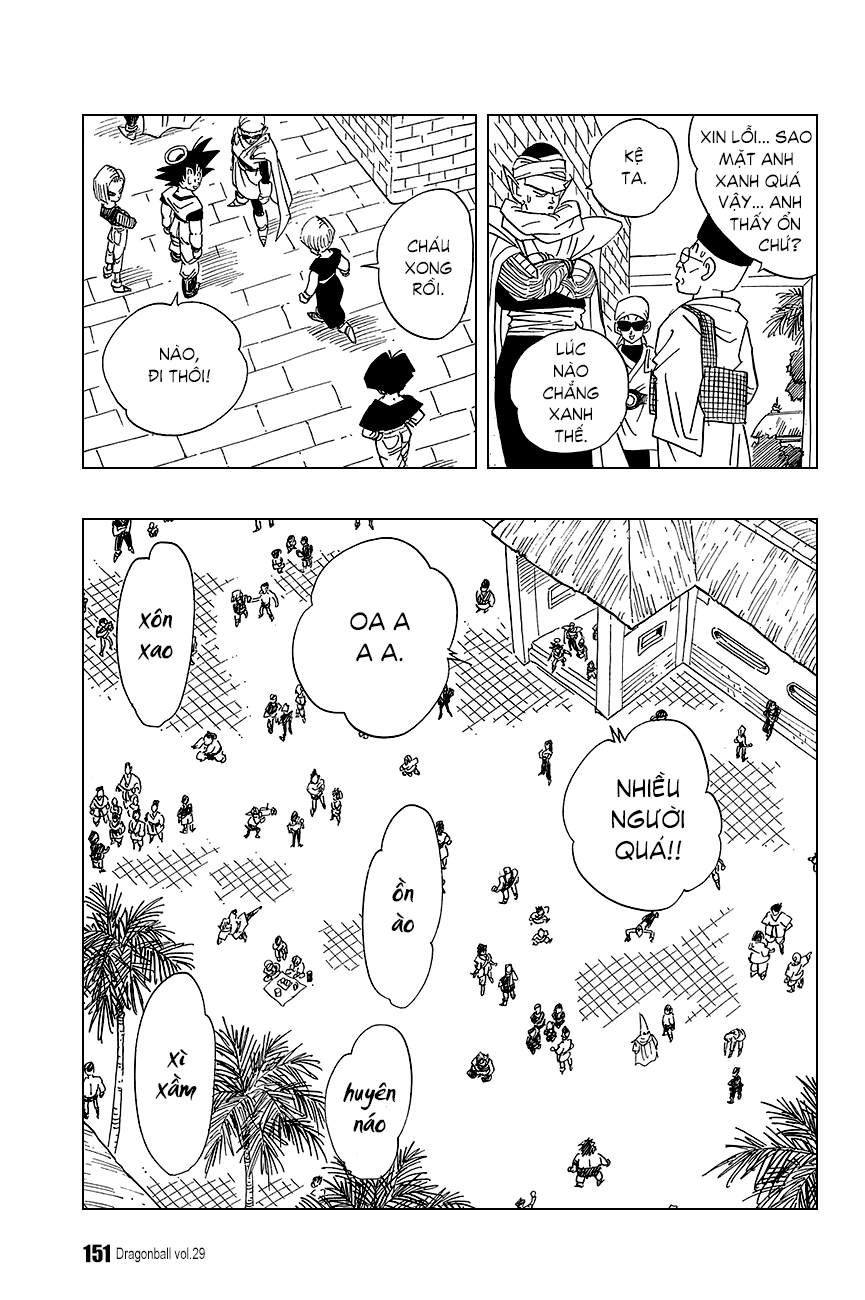 XIN LỖI... SAO
MẶT ANH
XANH QUÁ
VẬY... ANH
THẤY ỔN
CHỨ?
KỆ
TA.
LÚC
NÀO
CHẲNG
XANH
THẾ.
CHÁU
XONG
RỒI.
NÀO,
ĐI THÔI!
xôn
xao
OA A
A A.
NHIỀU
NGƯỜI
QUÁ!!
ồn
ào
xì
xầm
huyên
náo
151 Dragonball vol.29